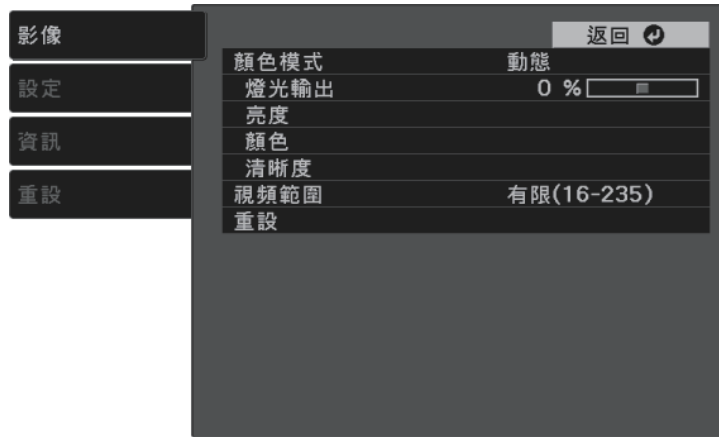 影像
設定
資訊
重設
返回
顏色模式 動態
燈光輸出 0 %
亮度
顏色
清晰度
視頻範圍 有限(16-235)
重設